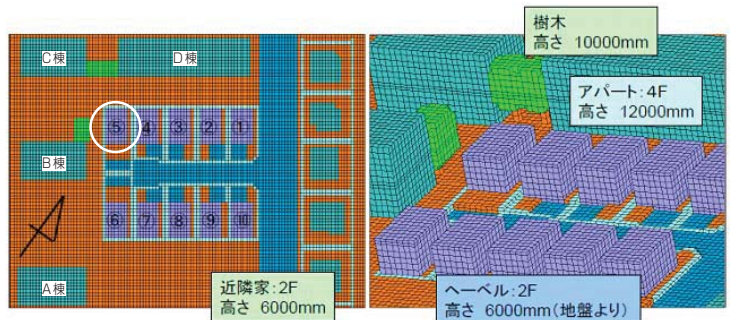 C棟
D棟
⑤
④
③
②
①
B棟
⑥
⑦
⑧
⑨
⑩
A棟
近隣家:2F
高さ 6000mm
樹木
高さ 10000mm
アパート:4F
高さ 12000mm
ヘーベル:2F
高さ 6000mm(地盤より)